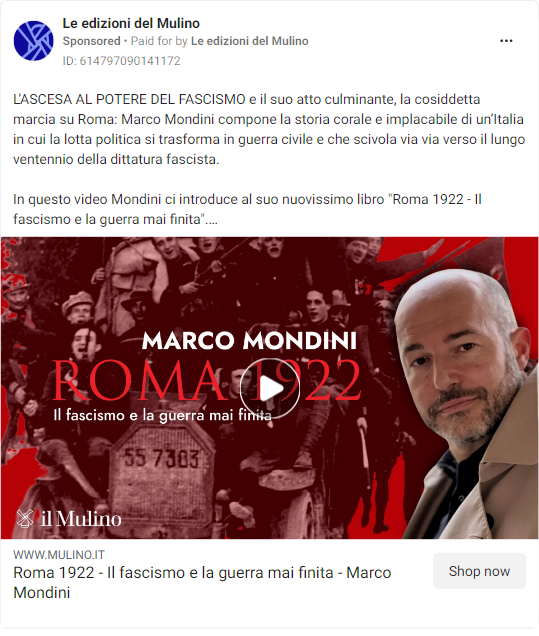 Le edizioni del Mulino
Sponsored • Paid for by Le edizioni del Mulino
ID: 614797090141172
L'ASCESA AL POTERE DEL FASCISMO e il suo atto culminante, la cosiddetta
marcia su Roma: Marco Mondini compone la storia corale e implacabile di un'Italia
in cui la lotta politica si trasforma in guerra civile e che scivola via via verso il lungo
ventennio della dittatura fascista.
In questo video Mondini ci introduce al suo nuovissimo libro "Roma 1922 - Il
fascismo e la guerra mai finita"....
MARCO MONDINI
ROMA 1922
Il fascismo e la guerra mai finita
55 7303
il Mulino
WWW.MULINO.IT
Roma 1922 - Il fascismo e la guerra mai finita - Marco
Mondini
Shop now